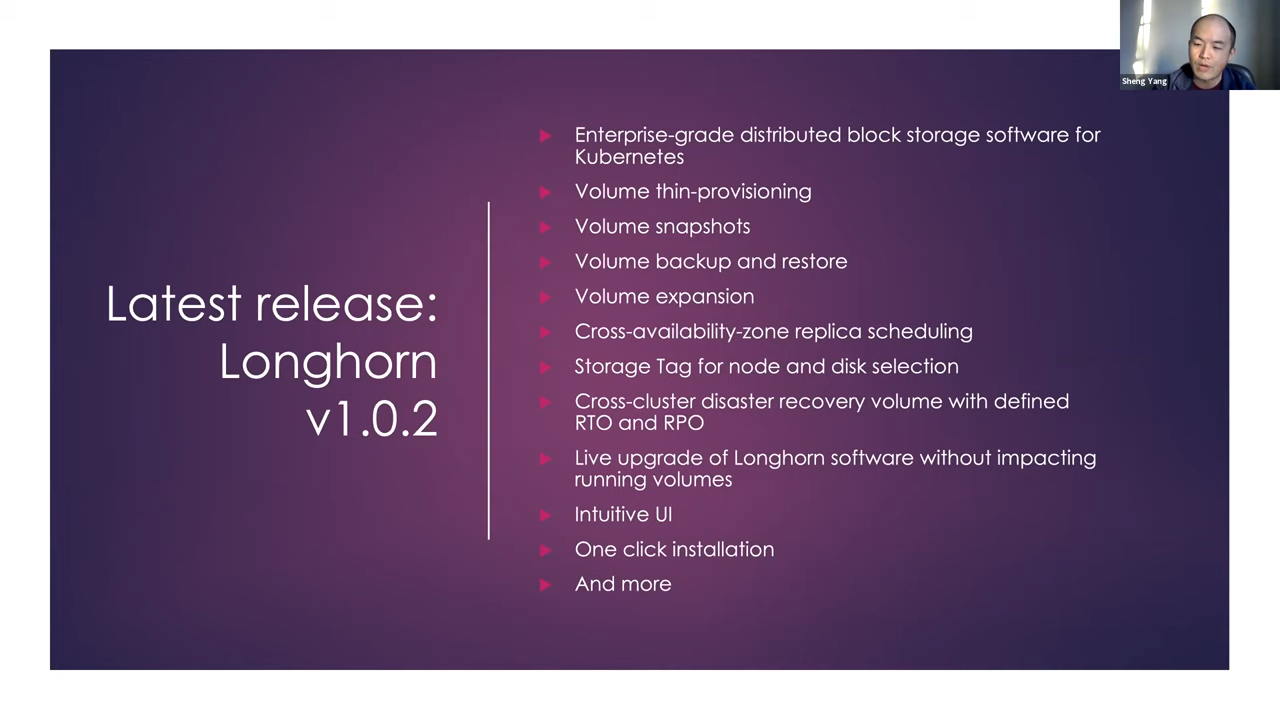 Sheng Yang
Latest release:
Longhorn
v1.0.2
Enterprise-grade distributed block storage software for
Kubernetes
Volume thin-provisioning
Volume snapshots
Volume backup and restore
Volume expansion
Cross-availability-zone replica scheduling
Storage Tag for node and disk selection
Cross-cluster disaster recovery volume with defined
RTO and RPO
Live upgrade of Longhorn software without impacting
running volumes
Intuitive UI
One click installation
And more